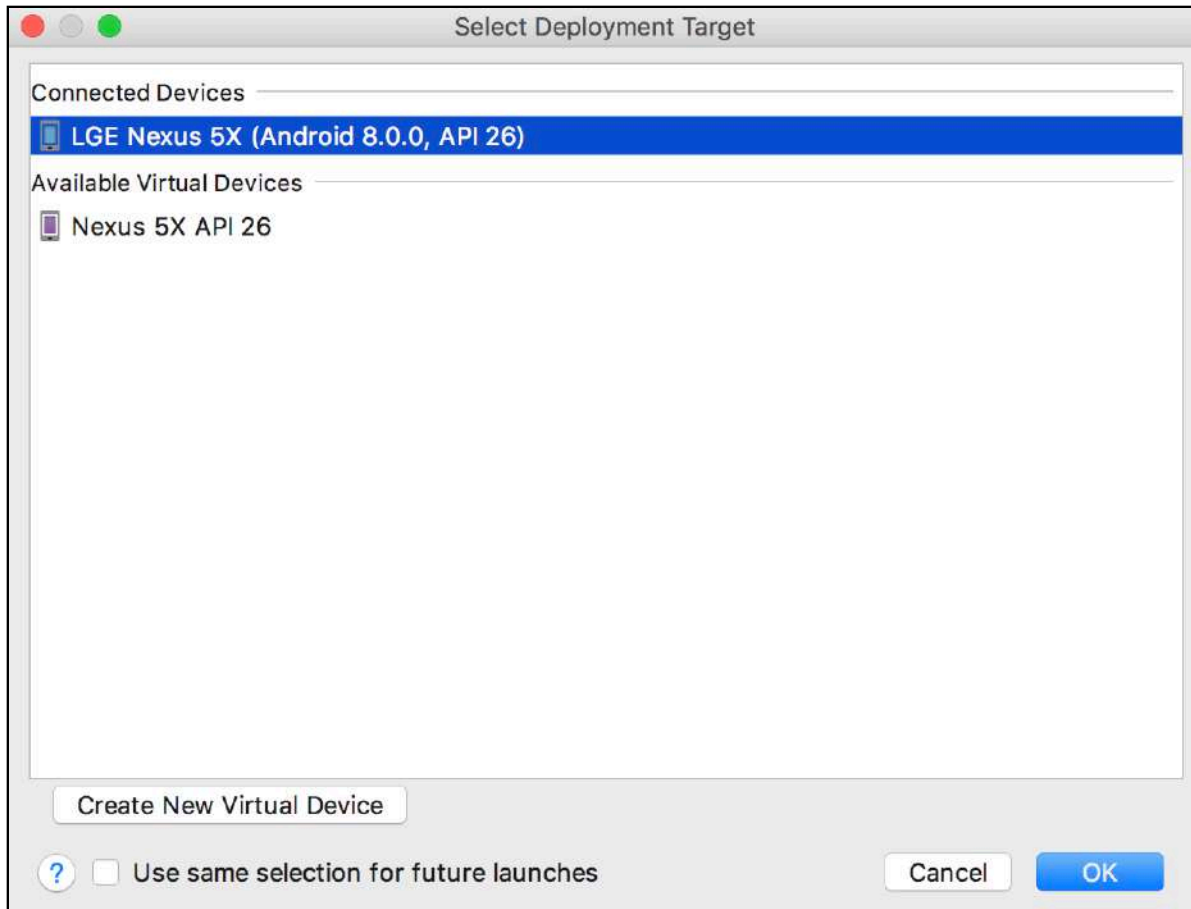 Select Deployment Target
Connected Devices
LGE Nexus 5X (Android 8.0.0, API 26)
Available Virtual Devices
Nexus 5X API 26
Create New Virtual Device
? Use same selection for future launches Cancel OK